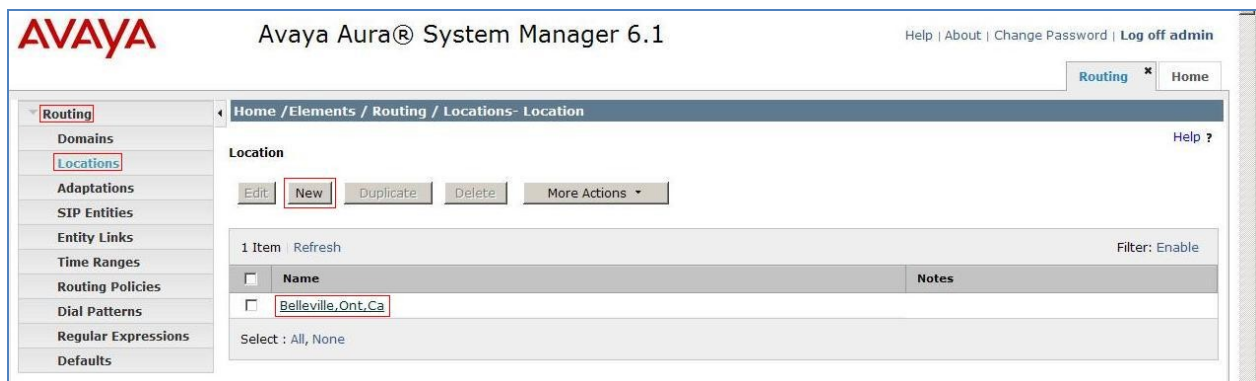 AVAYA
Avaya Aura® System Manager 6.1
Help | About | Change Password | Log off admin
Routing × Home
Routing
Domains
Locations
Adaptations
SIP Entities
Entity Links
Time Ranges
Routing Policies
Dial Patterns
Regular Expressions
Defaults
Home /Elements / Routing / Locations- Location
Help ?
Location
Edit New Duplicate Delete More Actions
1 Item | Refresh Filter: Enable
Name Notes
Belleville,Ont,Ca
Select : All, None